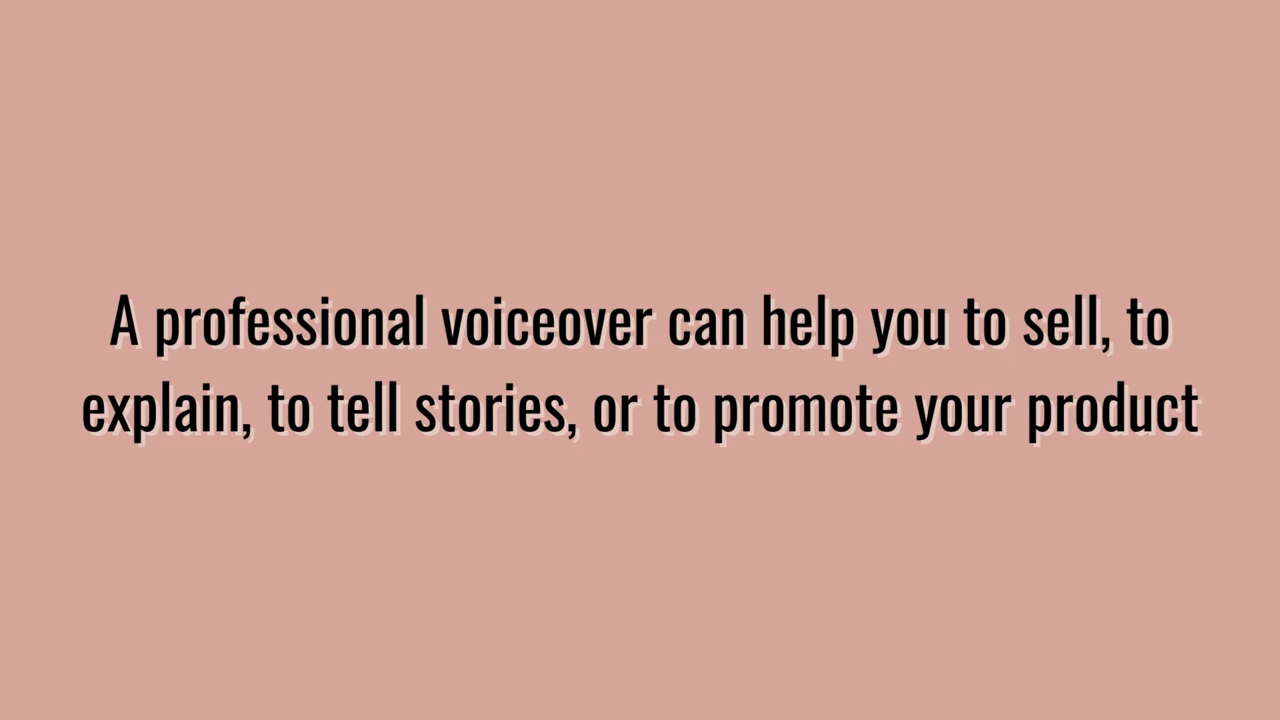 A professional voiceover can help you to sell, to
explain, to tell stories, or to promote your product